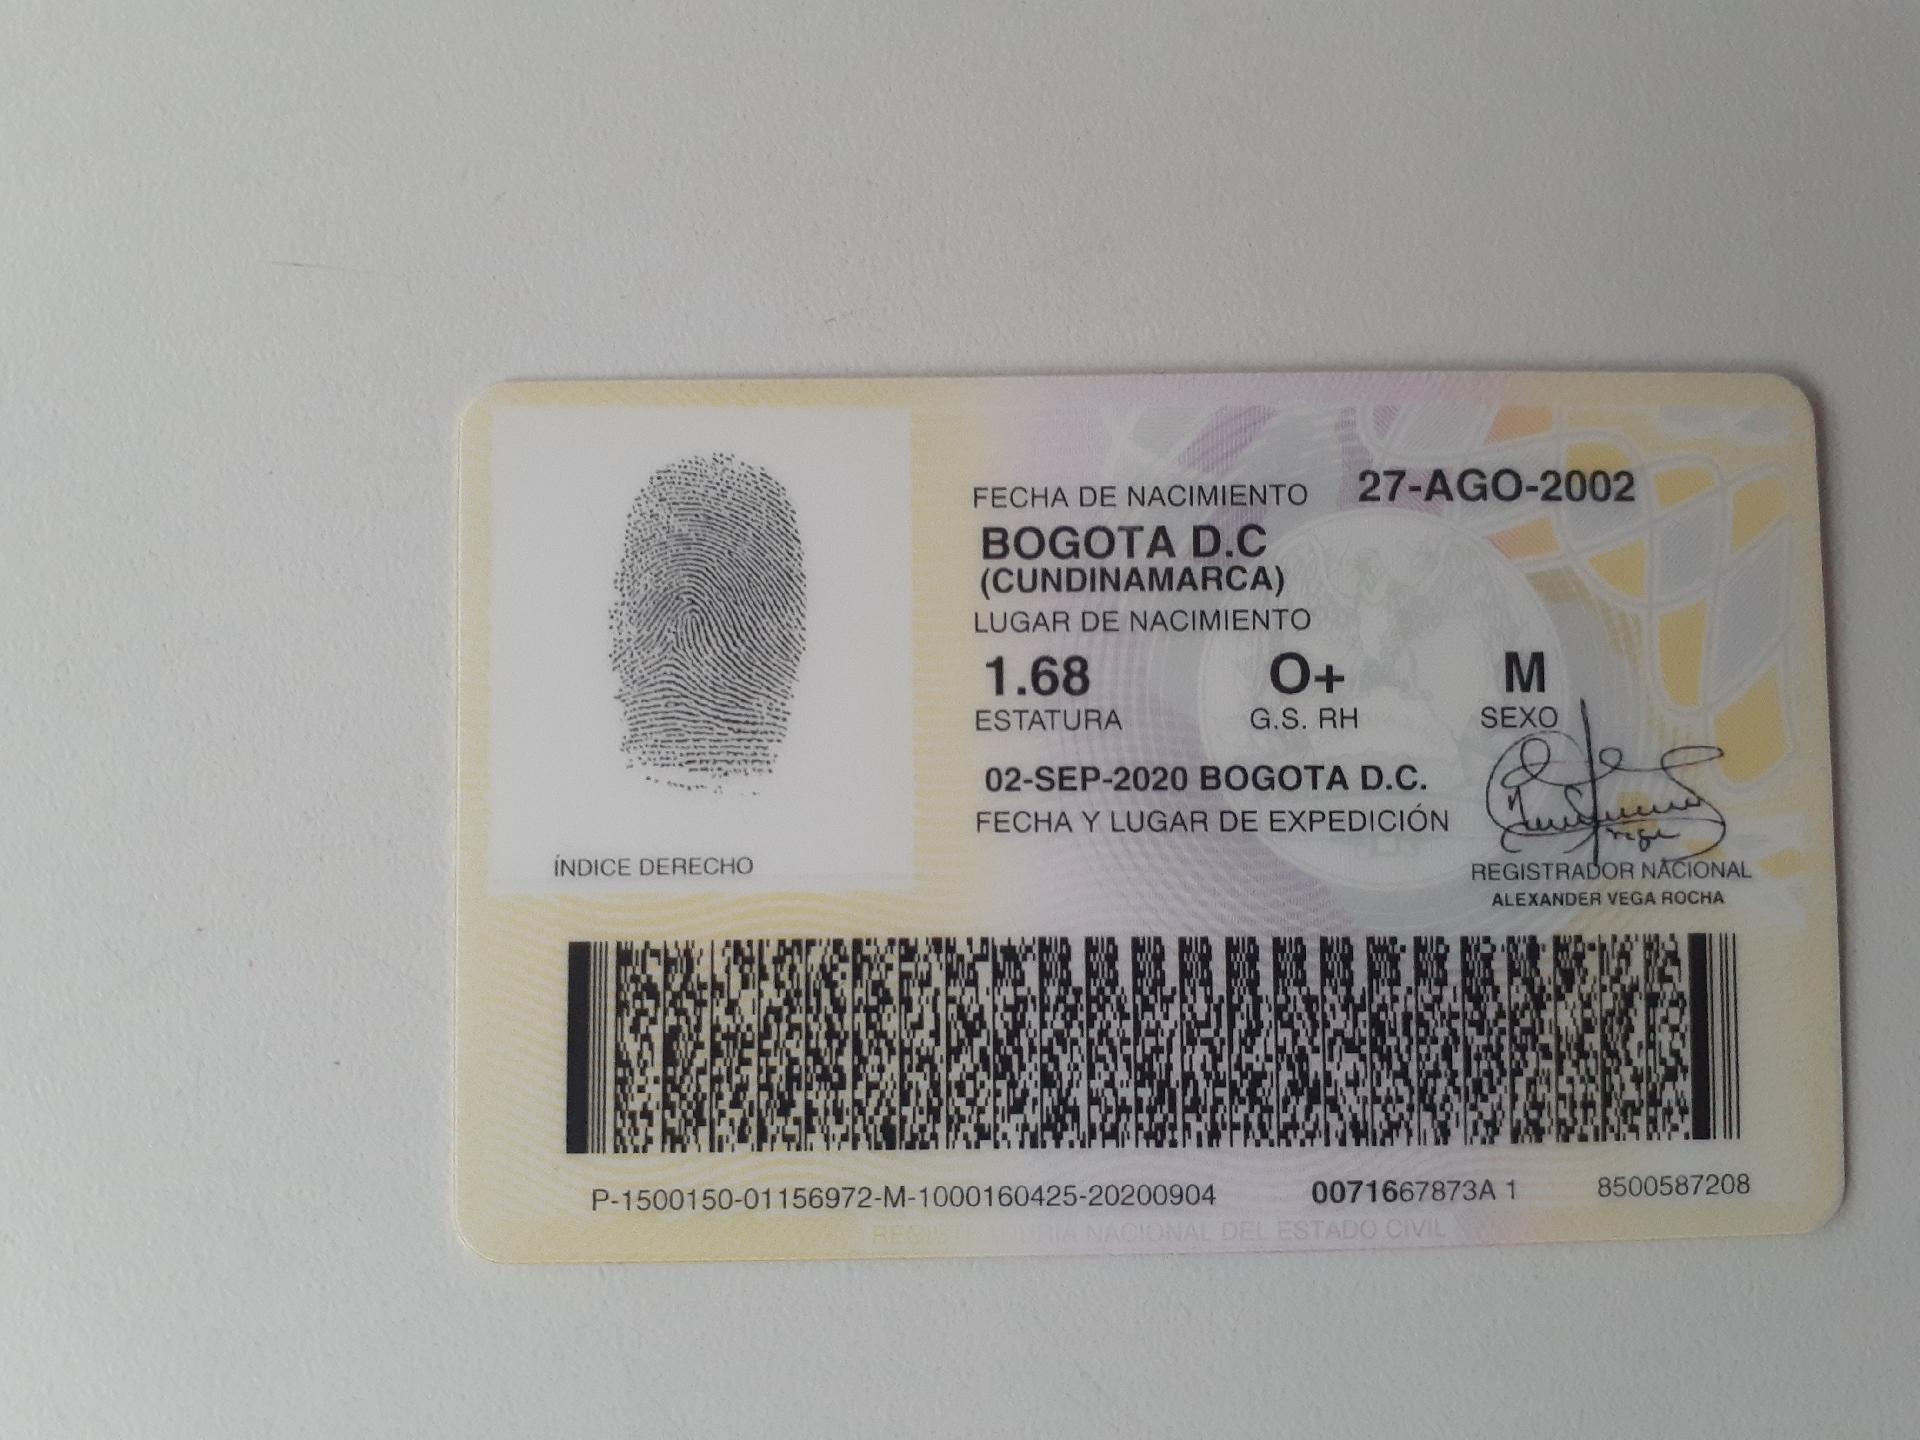 FECHA DE NACIMIENTO 27-AGO-2002
BOGOTA D.C
(CUNDINAMARCA)
LUGAR DE NACIMIENTO
1.68 O+ M
ESTATURA G.S. RH SEXO
02-SEP-2020 BOGOTA D.C.
FECHA Y LUGAR DE EXPEDICIÓN
ÍNDICE DERECHO
REGISTRADOR NACIONAL
ALEXANDER VEGA ROCHA
P-1500150-01156972-M-1000160425-20200904 0071667873A 1 8500587208
NACIONAL DEL ESTADO CIVIL